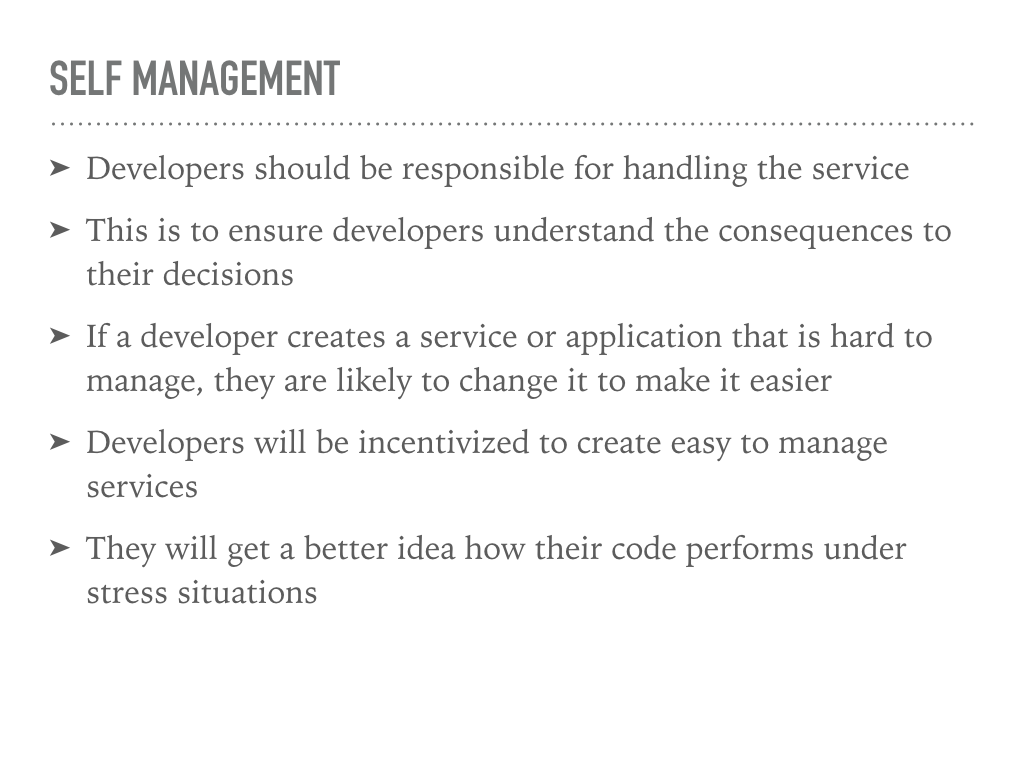 SELF MANAGEMENT
➤ Developers should be responsible for handling the service
➤ This is to ensure developers understand the consequences to
their decisions
➤ If a developer creates a service or application that is hard to
manage, they are likely to change it to make it easier
➤ Developers will be incentivized to create easy to manage
services
➤ They will get a better idea how their code performs under
stress situations